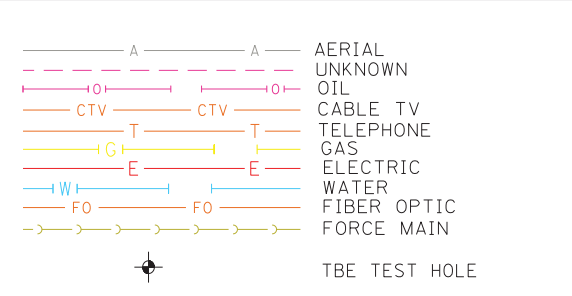 A A AERIAL
UNKNOWN
O O OIL
CTV CTV CABLE TV
T T TELEPHONE
G GAS
E E ELECTRIC
W WATER
FO FO FIBER OPTIC
FORCE MAIN
TBE TEST HOLE